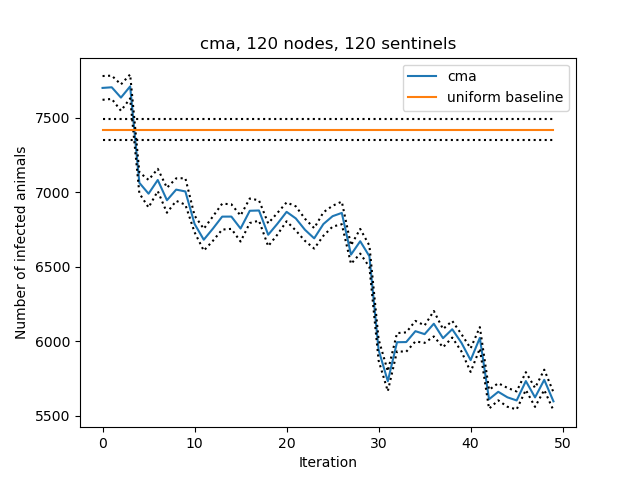 cma, 120 nodes, 120 sentinels
cma
uniform baseline
7500
7000
6500
6000
5500
Number of infected animals
0 10 20 30 40 50
Iteration